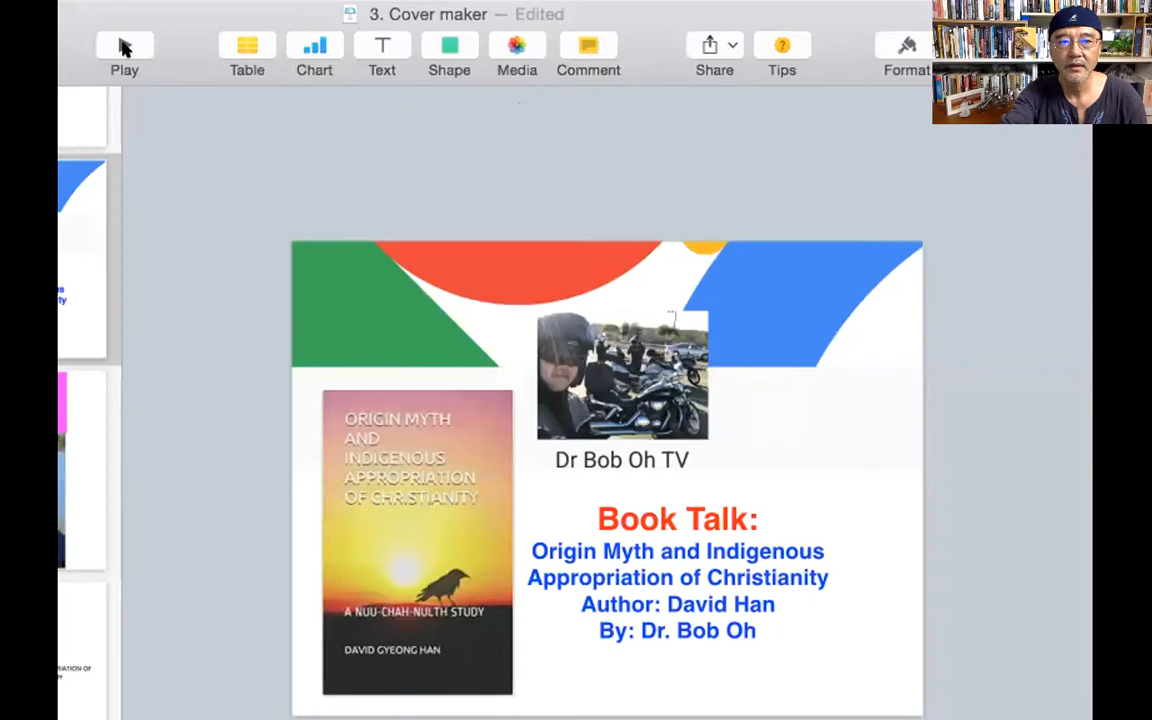 3. Cover maker — Edited
Play
Table
Chart
Text
Shape
Media
Comment
Share
Tips
Format
ORIGIN MYTH
AND
INDIGENOUS
APPROPRIATION
OF CHRISTIANITY
A NUU-CHAH-NULTH STUDY
DAVID GYEONG HAN
Dr Bob Oh TV
Book Talk:
Origin Myth and Indigenous
Appropriation of Christianity
Author: David Han
By: Dr. Bob Oh